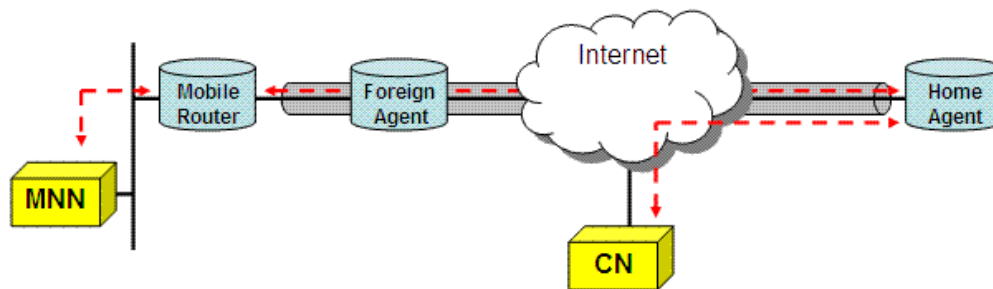 Internet
Mobile
Router
Foreign
Agent
Home
Agent
MNN
CN